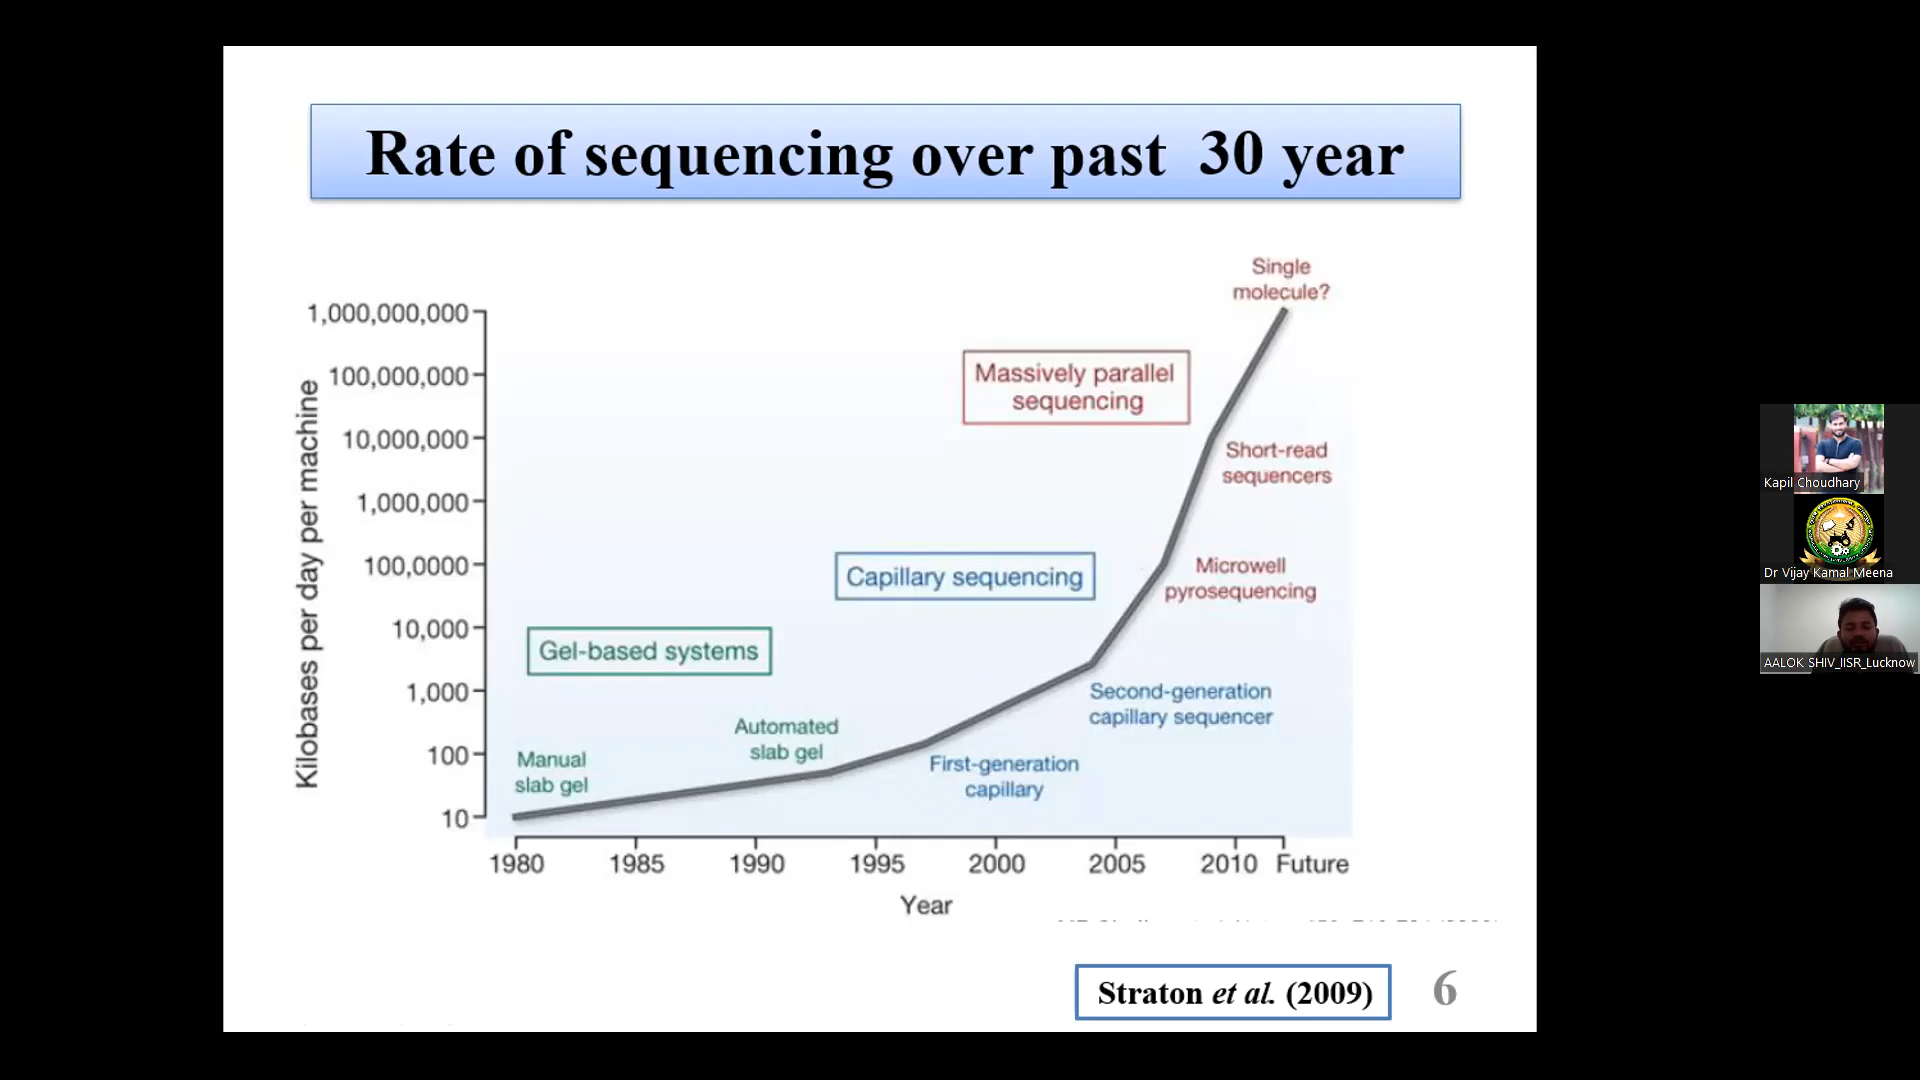 Rate of sequencing over past 30 year
Single
molecule?
1,000,000,000
Massively parallel
sequencing
100,000,000
10,000,000
Short-read
sequencers
1,000,000
Kilobases per day per machine
100,0000
Capillary sequencing
Microwell
pyrosequencing
10,000
Gel-based systems
1,000
Second-generation
capillary sequencer
Automated
slab gel
100
Manual
slab gel
First-generation
capillary
10
1980 1985 1990 1995 2000 2005 2010 Future
Year
Straton et al. (2009)
6
Kapil Choudhary
Dr Vijay Kamal Meena
AALOK SHIV_IISR_Lucknow